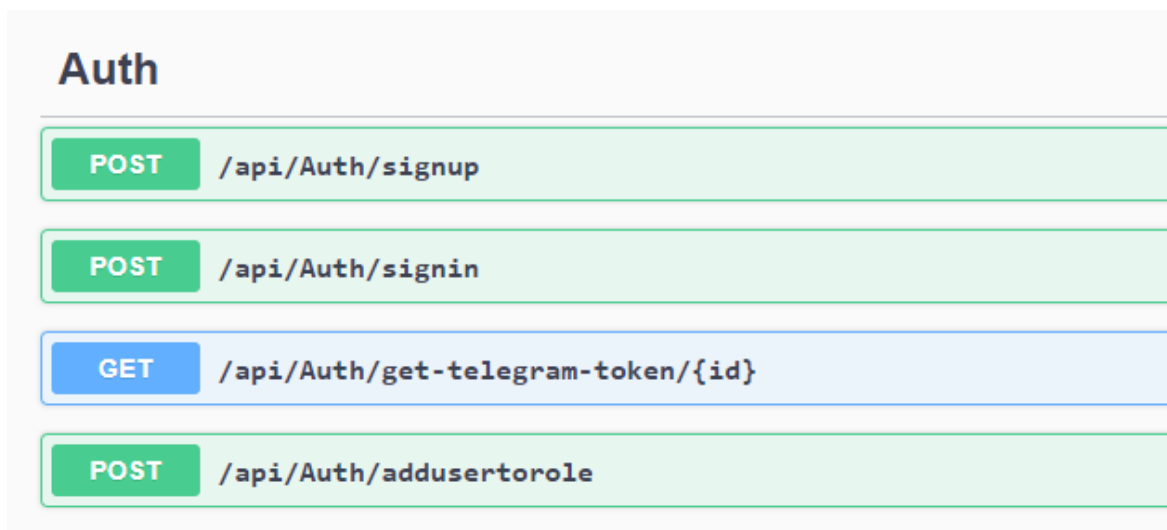 Auth
POST /api/Auth/signup
POST /api/Auth/signin
GET /api/Auth/get-telegram-token/{id}
POST /api/Auth/addusertorole